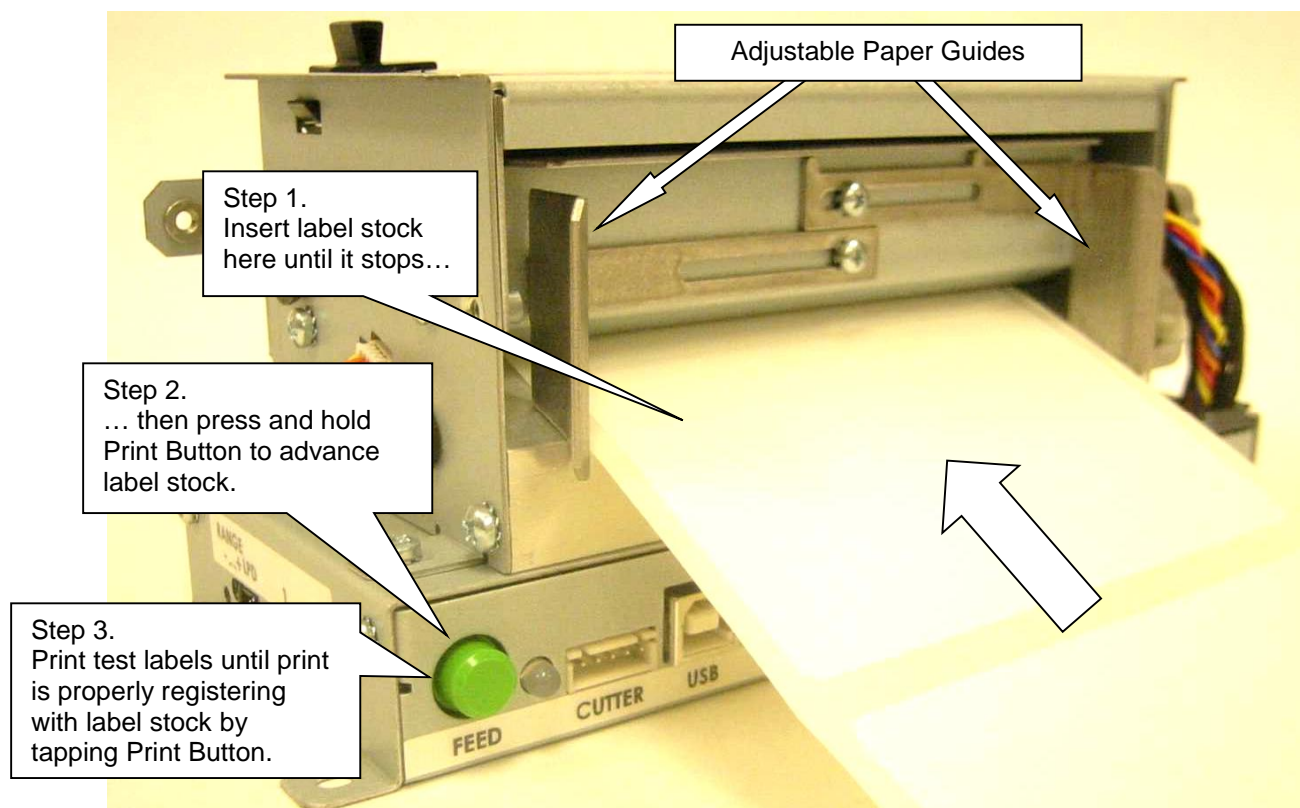 Adjustable Paper Guides
Step 1.
Insert label stock
here until it stops…
Step 2.
… then press and hold
Print Button to advance
label stock.
Step 3.
Print test labels until print
is properly registering
with label stock by
tapping Print Button.
RANGE
LPD
FEED
CUTTER
USB